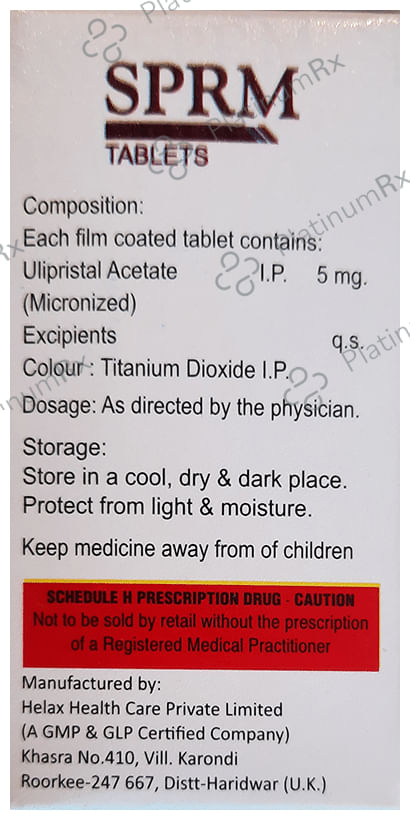 SPRM
TABLETS
Composition:
Each film coated tablet contains:
Ulipristal Acetate I.P. 5 mg.
(Micronized)
Excipients q.s.
Colour : Titanium Dioxide I.P.
Dosage: As directed by the physician.
Storage:
Store in a cool, dry & dark place.
Protect from light & moisture.
Keep medicine away from of children
SCHEDULE H PRESCRIPTION DRUG - CAUTION
Not to be sold by retail without the prescription
of a Registered Medical Practitioner
Manufactured by:
Helax Health Care Private Limited
(A GMP & GLP Certified Company)
Khasra No.410, Vill. Karondi
Roorkee-247 667, Distt-Haridwar (U.K.)
PlatinumRx
PlatinumRx
PlatinumRx